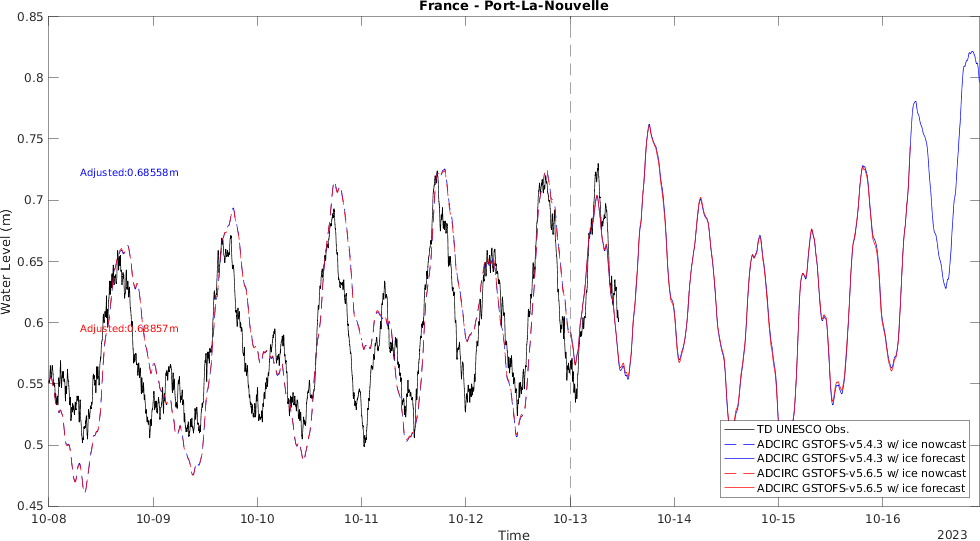 France - Port-La-Nouvelle
0.85
0.8
0.75
0.7
0.65
0.6
0.55
0.5
0.45
Water Level (m)
Adjusted:0.68558m
Adjusted:0.68857m
TD UNESCO Obs.
ADCIRC GSTOFS-v5.4.3 w/ ice nowcast
ADCIRC GSTOFS-v5.4.3 w/ ice forecast
ADCIRC GSTOFS-v5.6.5 w/ ice nowcast
ADCIRC GSTOFS-v5.6.5 w/ ice forecast
10-08 10-09 10-10 10-11 10-12 10-13 10-14 10-15 10-16
Time
2023